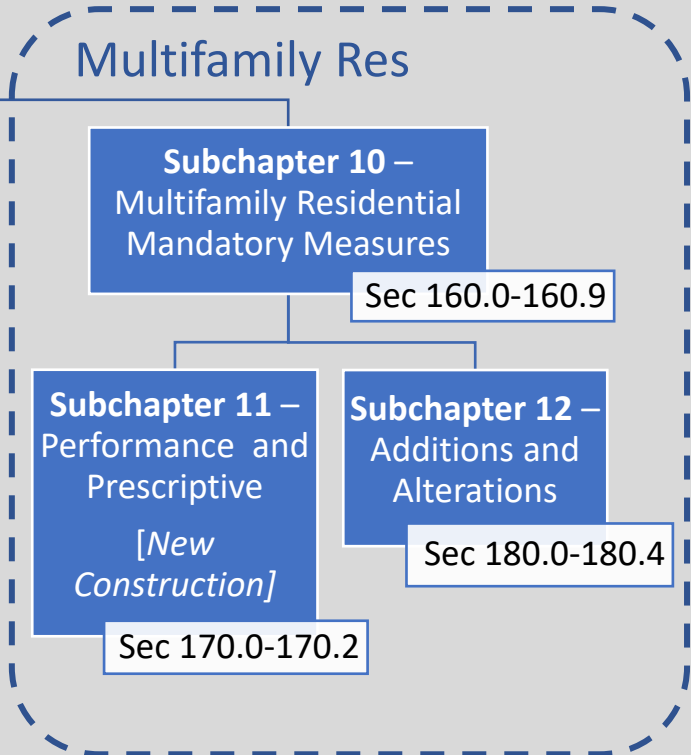 Multifamily Res
Subchapter 10 –
Multifamily Residential
Mandatory Measures
Sec 160.0-160.9
Subchapter 11 –
Performance and
Prescriptive
[New
Construction]
Sec 170.0-170.2
Subchapter 12 –
Additions and
Alterations
Sec 180.0-180.4